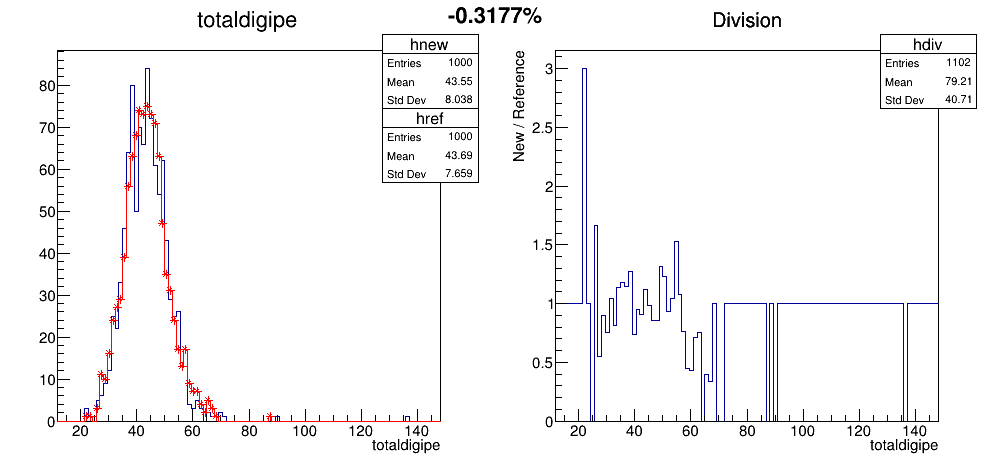 totaldigipe
-0.3177%
Division
hnew
Entries 1000
Mean 43.55
Std Dev 8.038
href
Entries 1000
Mean 43.69
Std Dev 7.659
80
70
60
50
40
30
20
10
0
20 40 60 80 100 120 140
totaldigipe
hdiv
Entries 1102
Mean 79.21
Std Dev 40.71
New / Reference
3
2.5
2
1.5
1
0.5
0
20 40 60 80 100 120 140
totaldigipe